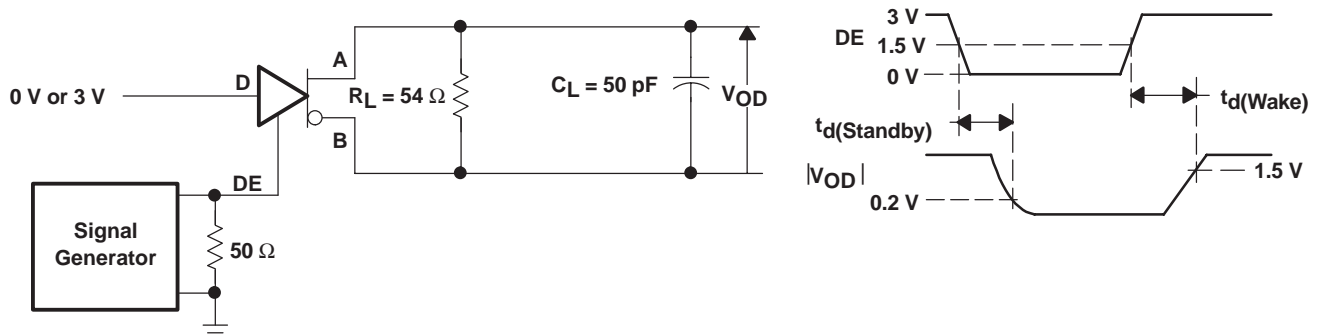 0 V or 3 V
D
A
B
R_L = 54 Ω
C_L = 50 pF
V_OD
DE
Signal
Generator
50 Ω
3 V
DE
1.5 V
0 V
t_d(Standby)
t_d(Wake)
|V_OD|
0.2 V
1.5 V